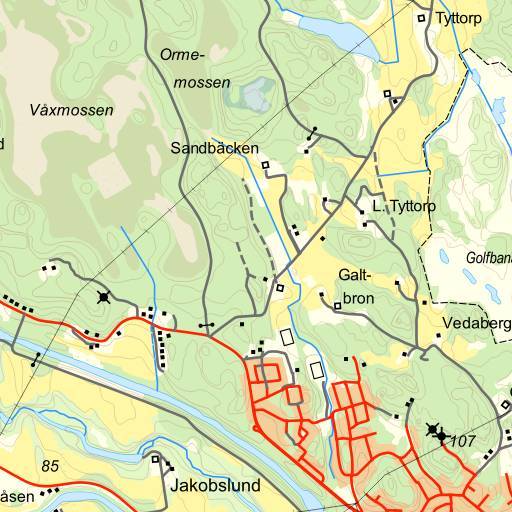 Tyttorp
Orme-
mossen
Våxmossen
d
Sandbäcken
L. Tyttorp
Golfbana
Galt-
bron
Vedaberg
107
85
Jakobslund
åsen